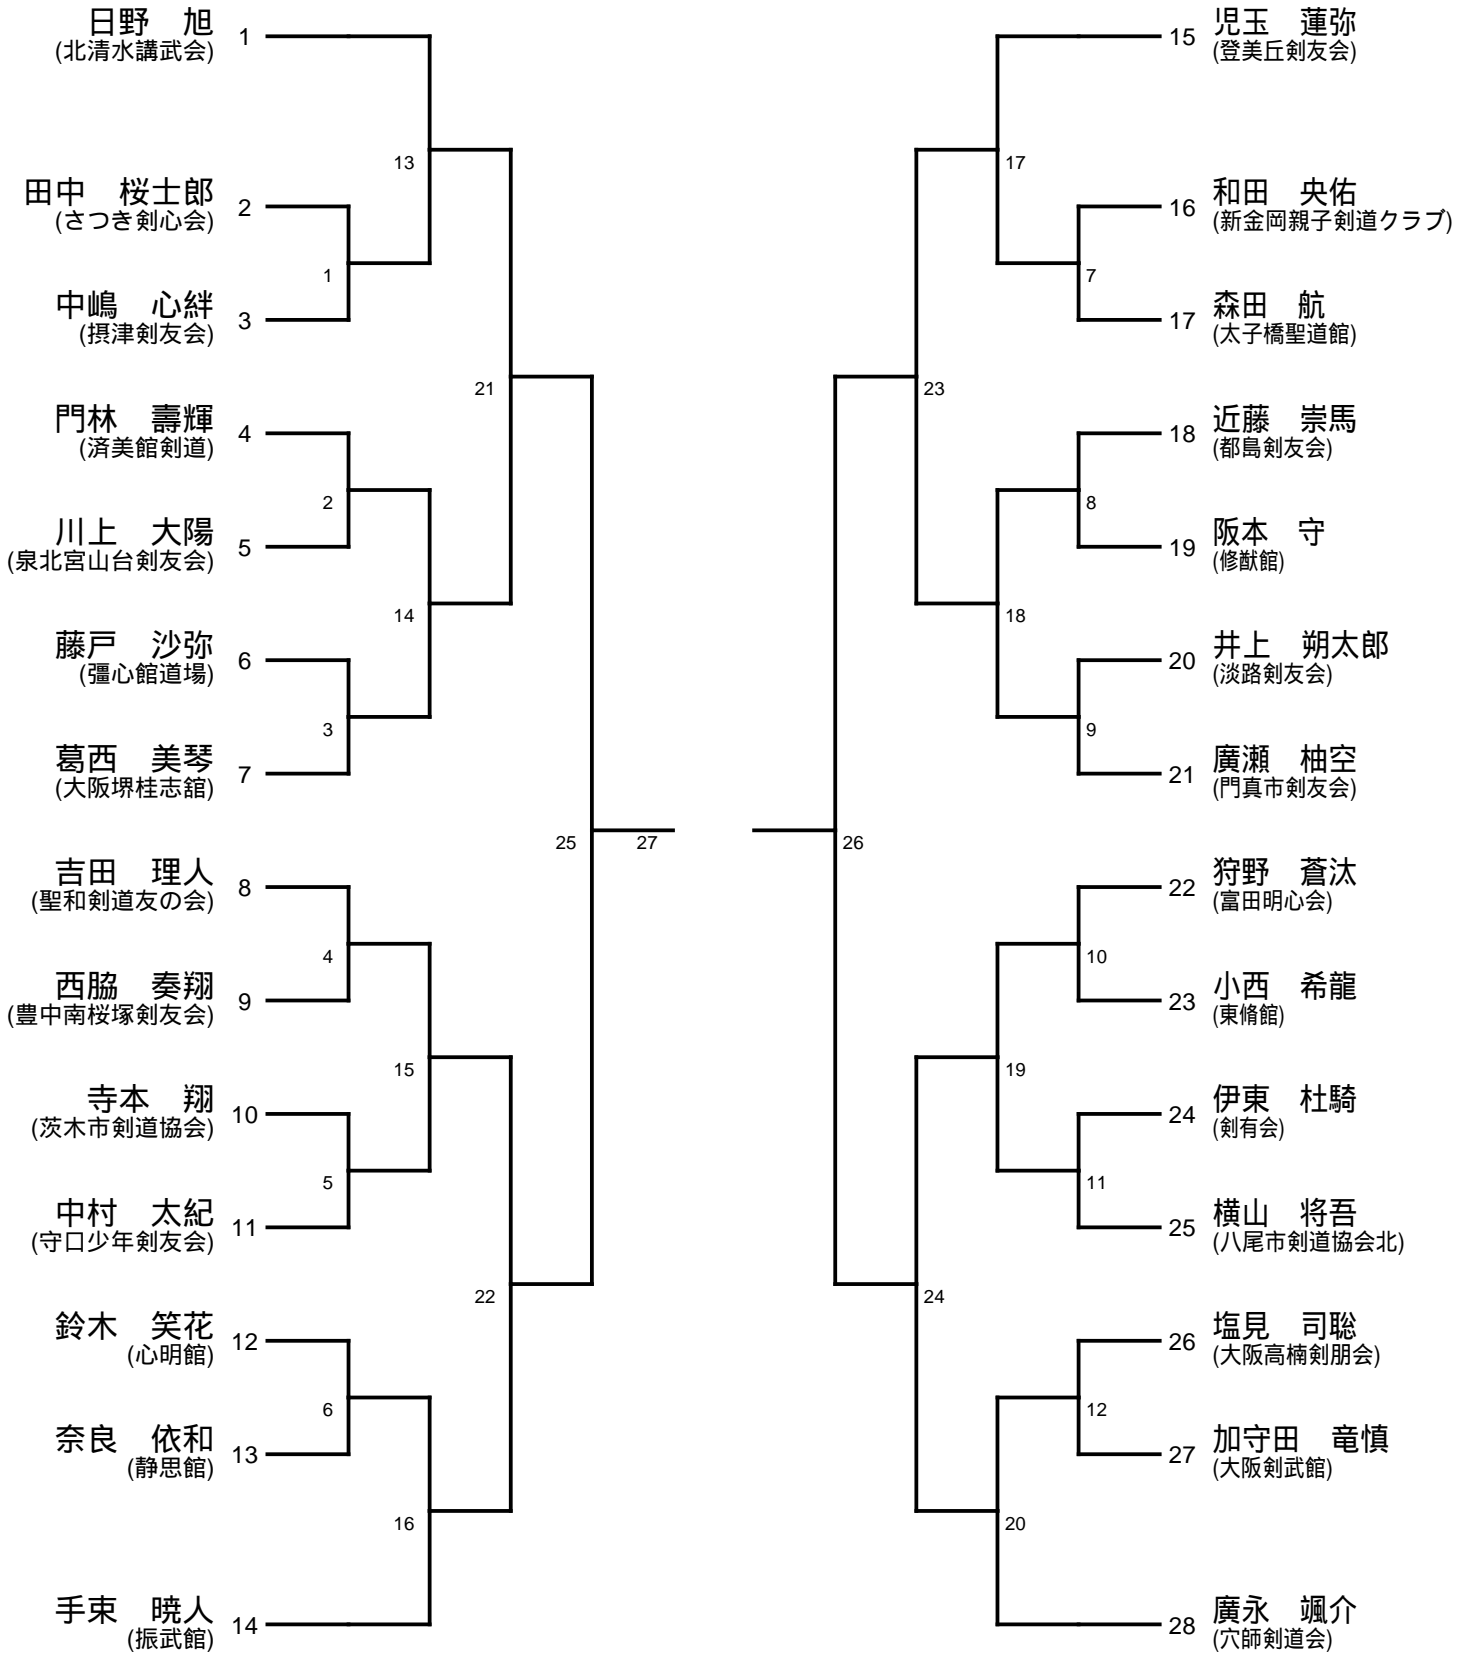 日野　旭
(北清水講武会)
1
田中　桜士郎
(さつき剣心会)
2
中嶋　心絆
(摂津剣友会)
3
門林　壽輝
(済美館剣道)
4
川上　大陽
(泉北宮山台剣友会)
5
藤戸　沙弥
(彊心館道場)
6
葛西　美琴
(大阪堺桂志舘)
7
吉田　理人
(聖和剣道友の会)
8
西脇　奏翔
(豊中南桜塚剣友会)
9
寺本　翔
(茨木市剣道協会)
10
中村　太紀
(守口少年剣友会)
11
鈴木　笑花
(心明館)
12
奈良　依和
(静思館)
13
手束　暁人
(振武館)
14
1
2
3
4
5
6
13
14
15
16
21
22
25
27
26
23
24
17
18
19
20
7
8
9
10
11
12
15
児玉　蓮弥
(登美丘剣友会)
16
和田　央佑
(新金岡親子剣道クラブ)
17
森田　航
(太子橋聖道館)
18
近藤　崇馬
(都島剣友会)
19
阪本　守
(修猷館)
20
井上　朔太郎
(淡路剣友会)
21
廣瀬　柚空
(門真市剣友会)
22
狩野　蒼汰
(富田明心会)
23
小西　希龍
(東脩館)
24
伊東　杜騎
(剣有会)
25
横山　将吾
(八尾市剣道協会北)
26
塩見　司聡
(大阪高楠剣朋会)
27
加守田　竜慎
(大阪剣武館)
28
廣永　颯介
(穴師剣道会)